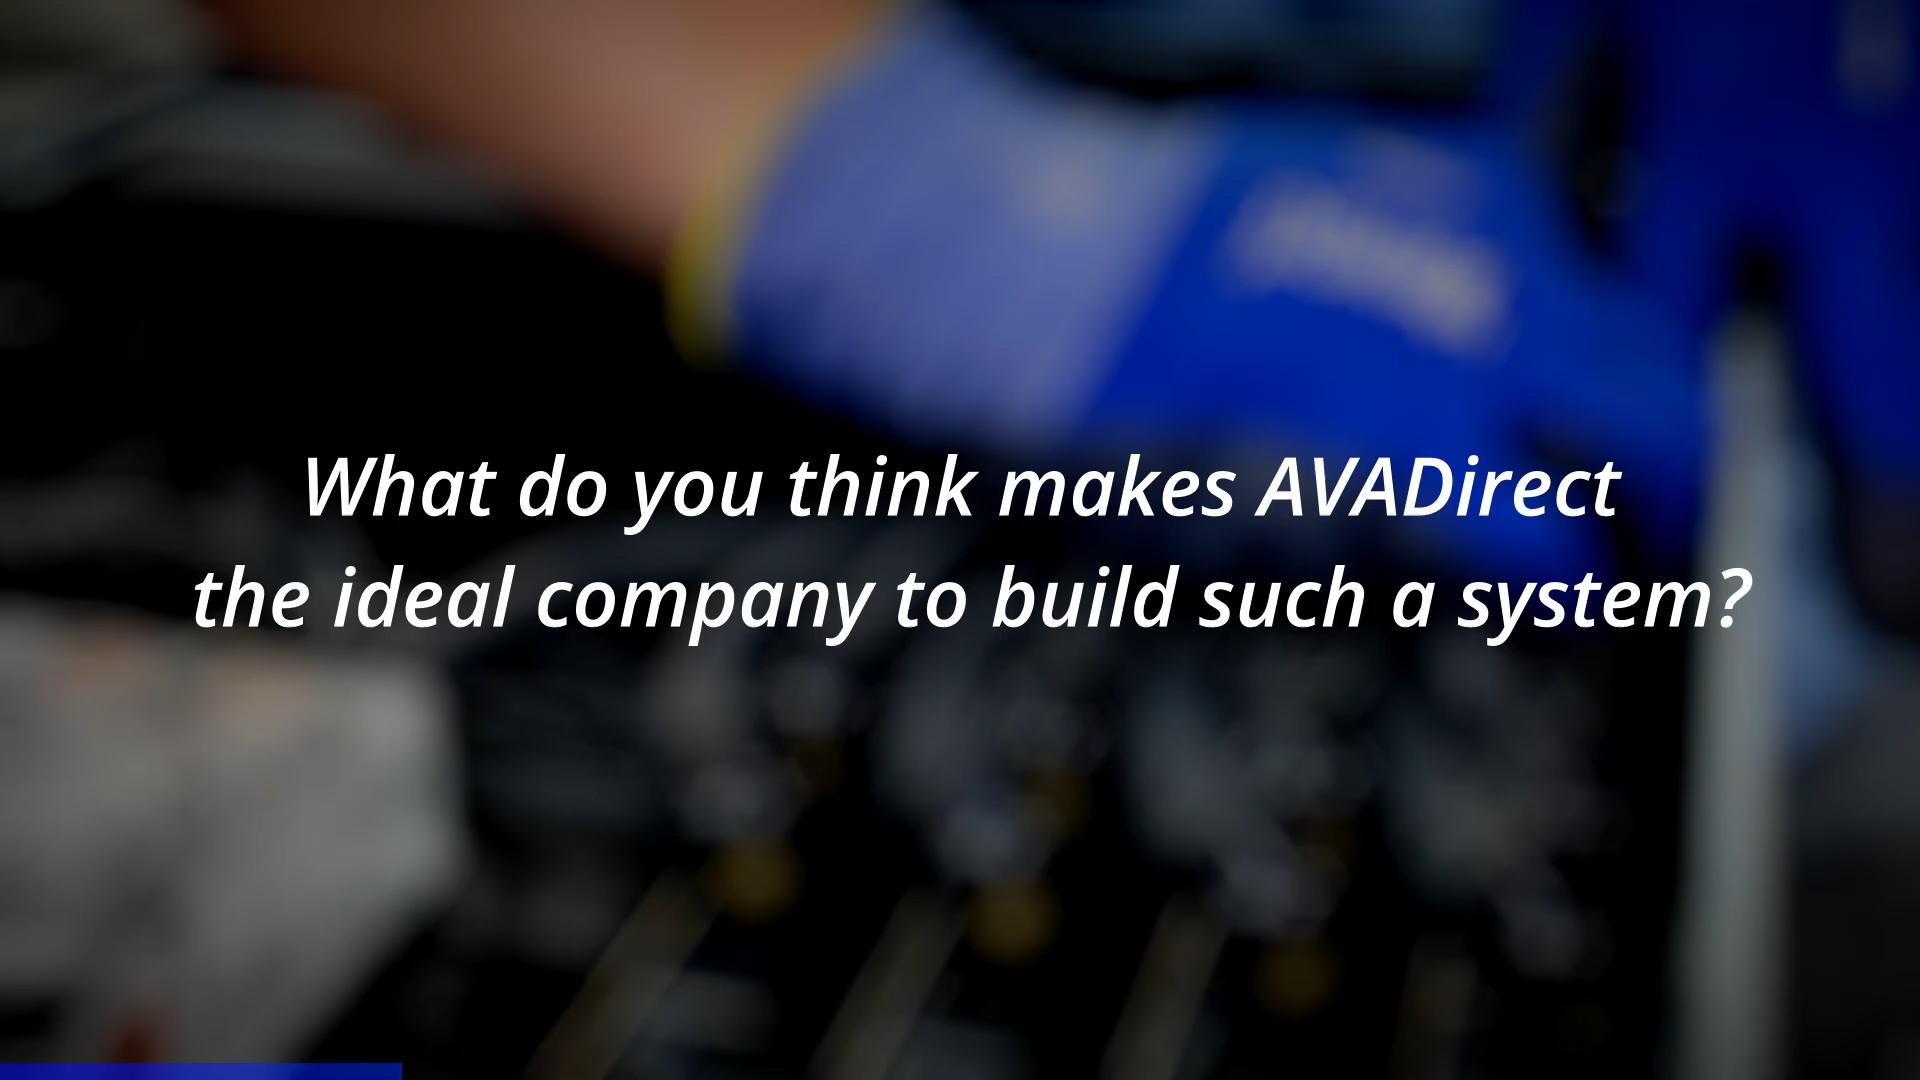 What do you think makes AVADirect
the ideal company to build such a system?